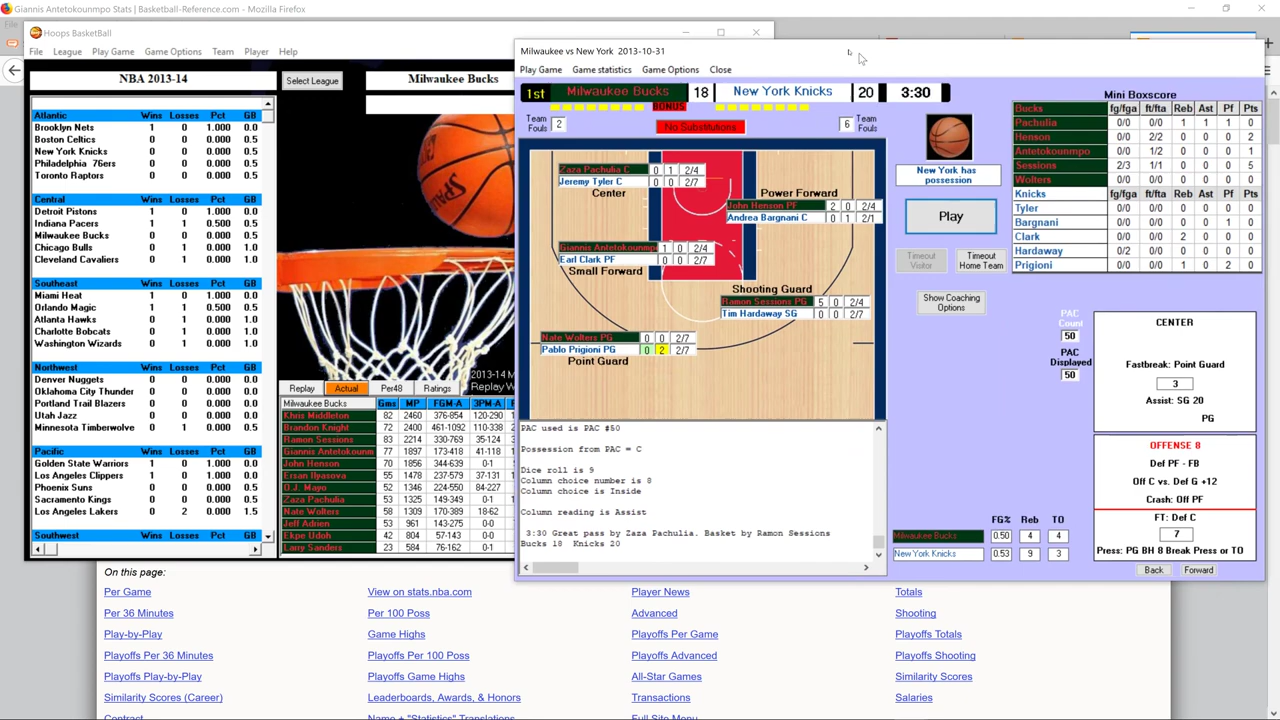 Giannis Antetokounmpo Stats | Basketball-Reference.com - Mozilla Firefox
Hoops BasketBall
File League Play Game Game Options Team Player Help
NBA 2013-14
Select League
Milwaukee Bucks
Atlantic Wins Losses Pct GB
Brooklyn Nets 1 0 1.000 0.0
Boston Celtics 0 0 0.000 0.5
New York Knicks 0 0 0.000 0.5
Philadelphia 76ers 0 0 0.000 0.5
Toronto Raptors 0 0 0.000 0.5
Central Wins Losses Pct GB
Detroit Pistons 1 0 1.000 0.0
Indiana Pacers 1 1 0.500 0.5
Milwaukee Bucks 0 0 0.000 0.5
Chicago Bulls 0 1 0.000 1.0
Cleveland Cavaliers 0 1 0.000 1.0
Southeast Wins Losses Pct GB
Miami Heat 1 0 1.000 0.0
Orlando Magic 1 1 0.500 0.5
Atlanta Hawks 0 1 0.000 1.0
Charlotte Bobcats 0 1 0.000 1.0
Washington Wizards 0 1 0.000 1.0
Northwest Wins Losses Pct GB
Denver Nuggets 0 0 0.000 0.0
Oklahoma City Thunder 0 0 0.000 0.0
Portland Trail Blazers 0 0 0.000 0.0
Utah Jazz 0 0 0.000 0.0
Minnesota Timberwolve 0 1 0.000 0.5
Pacific Wins Losses Pct GB
Golden State Warriors 1 0 1.000 0.0
Los Angeles Clippers 1 0 1.000 0.0
Phoenix Suns 0 0 0.000 0.5
Sacramento Kings 0 0 0.000 0.5
Los Angeles Lakers 0 2 0.000 1.5
Southwest Wins Losses Pct GB
SPALDING
2013-14 M
Replay W
Replay Actual Per48 Ratings
Milwaukee Bucks Gms MP FGM-A 3PM-A
Khris Middleton 82 2460 376-854 120-290
Brandon Knight 72 2400 461-1092 110-338
Ramon Sessions 83 2214 330-769 35-124
Giannis Antetokounm 77 1897 173-418 41-118
John Henson 70 1856 344-639 0-1
Ersan Ilyasova 55 1478 237-579 37-131
O.J. Mayo 52 1346 224-550 84-227
Zaza Pachulia 53 1325 149-349 0-1
Nate Wolters 58 1309 170-389 18-62
Jeff Adrien 53 961 143-275 0-0
Ekpe Udoh 42 804 57-143 0-0
Larry Sanders 23 584 76-162 0-1
Milwaukee vs New York 2013-10-31
Play Game Game statistics Game Options Close
1st Milwaukee Bucks 18 New York Knicks 20 3:30
BONUS
Team Fouls 2 No Substitutions 6 Team Fouls
Zaza Pachulia C 0 1 2/4
Jeremy Tyler C 0 0 2/7
Center
Power Forward
John Henson PF 2 0 2/4
Andrea Bargnani C 0 1 2/1
Giannis Antetokounmpo 1 0 2/4
Earl Clark PF 0 0 2/7
Small Forward
Shooting Guard
Ramon Sessions PG 5 0 2/4
Tim Hardaway SG 0 0 2/7
Nate Wolters PG 0 0 2/7
Pablo Prigioni PG 0 2 2/7
Point Guard
PAC used is PAC #50
Possession from PAC = C
Dice roll is 9
Column choice number is 8
Column choice is Inside
Column reading is Assist
3:30 Great pass by Zaza Pachulia. Basket by Ramon Sessions
Bucks 18 Knicks 20
New York has possession
Play
Timeout Visitor
Timeout Home Team
Show Coaching Options
Mini Boxscore
Bucks fg/fga ft/fta Reb Ast Pf Pts
Pachulia 0/0 0/0 1 1 1 0
Henson 0/0 2/2 0 0 0 2
Antetokounmpo 0/0 1/2 0 0 0 1
Sessions 2/3 1/1 0 0 0 5
Wolters 0/0 0/0 0 0 0 0
Knicks fg/fga ft/fta Reb Ast Pf Pts
Tyler 0/0 0/0 0 0 0 0
Bargnani 0/0 0/0 0 0 1 0
Clark 0/0 0/0 2 0 0 0
Hardaway 0/2 0/0 0 0 0 0
Prigioni 0/0 0/0 1 0 2 0
PAC Count
50
PAC Displayed
50
CENTER
Fastbreak: Point Guard
3
Assist: SG 20
PG
OFFENSE 8
Def PF - FB
Off C vs. Def G +12
Crash: Off PF
FT: Def C
7
Press: PG BH 8 Break Press or TO
Back Forward
FG% Reb TO
Milwaukee Bucks 0.50 4 4
New York Knicks 0.53 9 3
On this page:
Per Game View on stats.nba.com Player News Totals
Per 36 Minutes Per 100 Poss Advanced Shooting
Play-by-Play Game Highs Playoffs Per Game Playoffs Totals
Playoffs Per 36 Minutes Playoffs Per 100 Poss Playoffs Advanced Playoffs Shooting
Playoffs Play-by-Play Playoffs Game Highs All-Star Games Similarity Scores
Similarity Scores (Career) Leaderboards, Awards, & Honors Transactions Salaries
Contract Name + "Statistics" Translations Full Site Menu